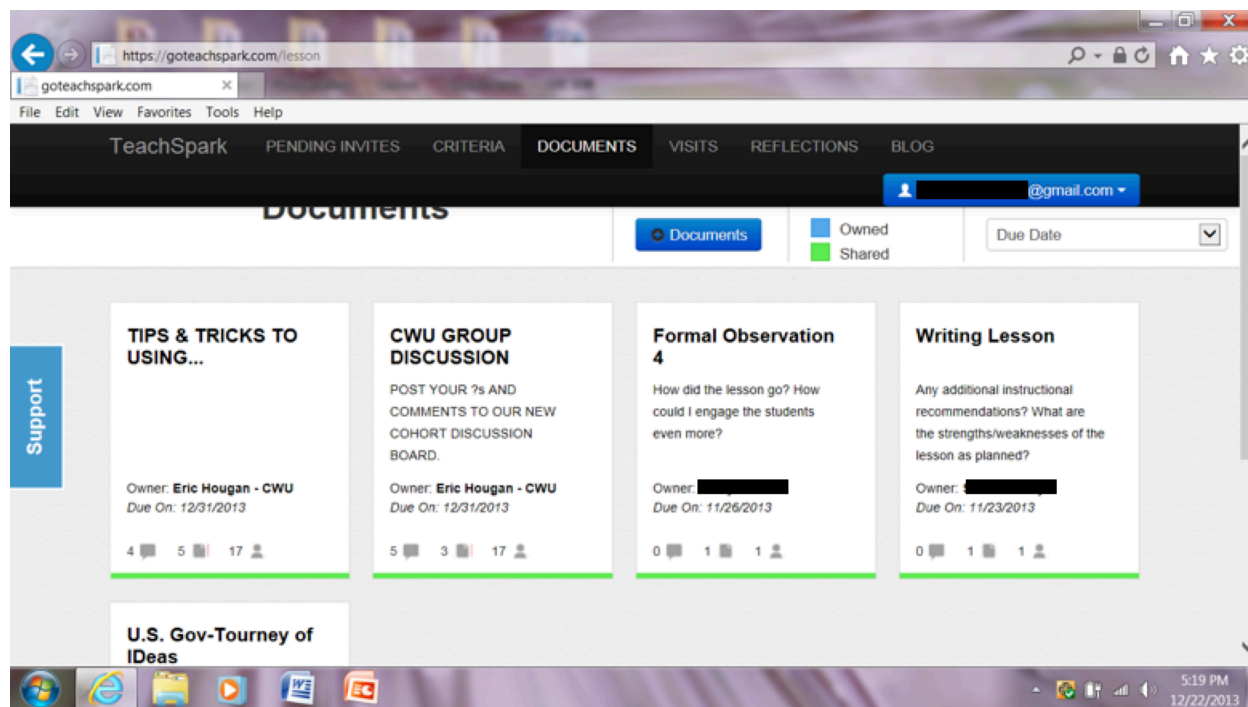 https://goteachspark.com/lesson
goteachspark.com
File Edit View Favorites Tools Help
TeachSpark PENDING INVITES CRITERIA DOCUMENTS VISITS REFLECTIONS BLOG
@gmail.com
Documents
Documents
Owned
Shared
Due Date
Support
TIPS & TRICKS TO
USING...
Owner: Eric Hougan - CWU
Due On: 12/31/2013
4 5 17
CWU GROUP
DISCUSSION
POST YOUR ?s AND
COMMENTS TO OUR NEW
COHORT DISCUSSION
BOARD.
Owner: Eric Hougan - CWU
Due On: 12/31/2013
5 3 17
Formal Observation
4
How did the lesson go? How
could I engage the students
even more?
Owner:
Due On: 11/26/2013
0 1 1
Writing Lesson
Any additional instructional
recommendations? What are
the strengths/weaknesses of the
lesson as planned?
Owner:
Due On: 11/23/2013
0 1 1
U.S. Gov-Tourney of
IDeas
5:19 PM
12/22/2013